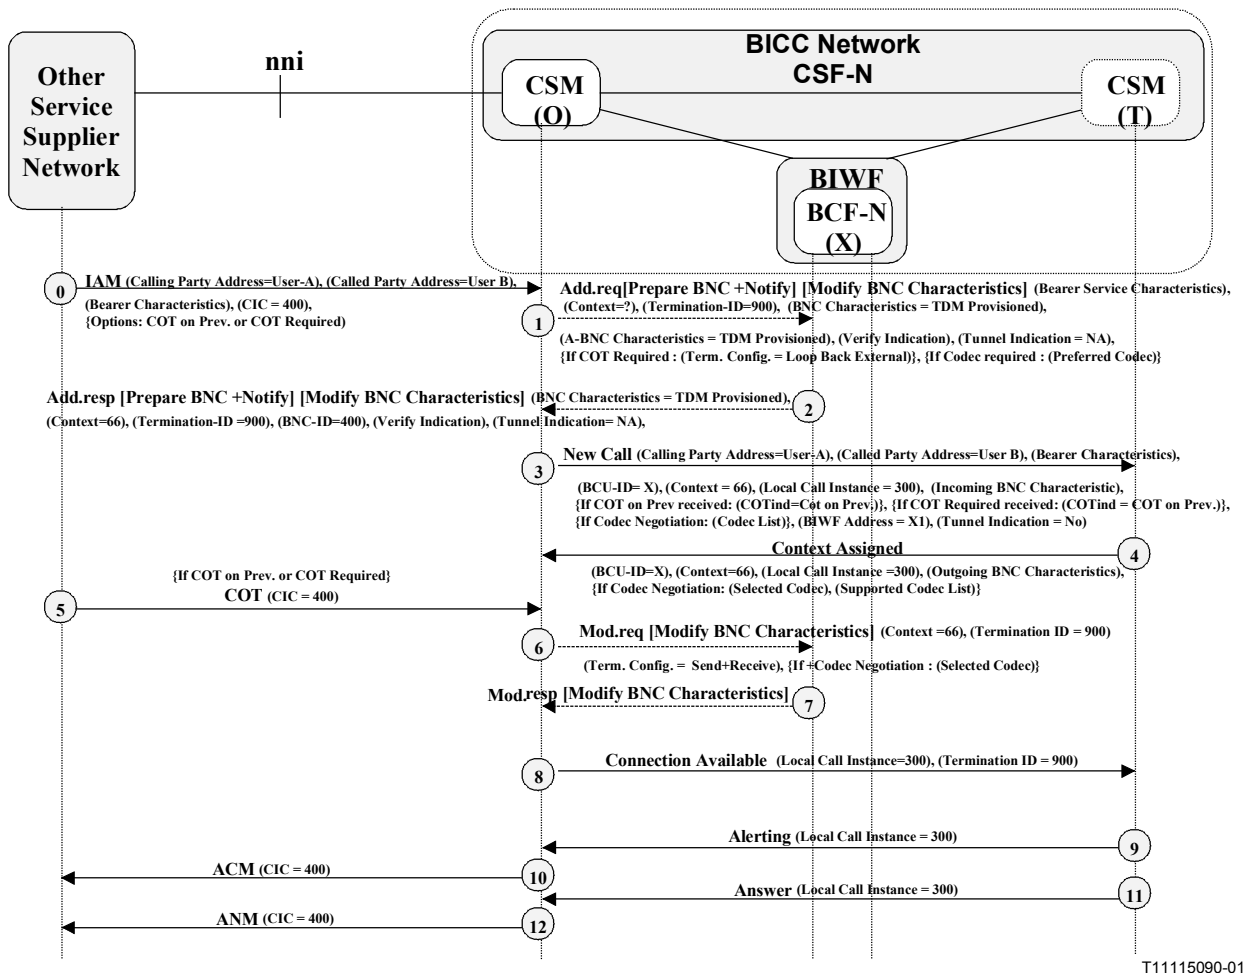 BICC Network
CSF-N
Other
Service
Supplier
Network
nni
CSM
(O)
CSM
(T)
BIWF
BCF-N
(X)
0
IAM (Calling Party Address=User-A), (Called Party Address=User B),
(Bearer Characteristics), (CIC = 400),
{Options: COT on Prev. or COT Required)
1
Add.req[Prepare BNC +Notify] [Modify BNC Characteristics] (Bearer Service Characteristics),
(Context=?), (Termination-ID=900), (BNC Characteristics = TDM Provisioned),
(A-BNC Characteristics = TDM Provisioned), (Verify Indication), (Tunnel Indication = NA),
{If COT Required : (Term. Config. = Loop Back External)}, {If Codec required : (Preferred Codec)}
Add.resp [Prepare BNC +Notify] [Modify BNC Characteristics] (BNC Characteristics = TDM Provisioned),
2
(Context=66), (Termination-ID =900), (BNC-ID=400), (Verify Indication), (Tunnel Indication= NA),
3
New Call (Calling Party Address=User-A), (Called Party Address=User B), (Bearer Characteristics),
(BCU-ID= X), (Context = 66), (Local Call Instance = 300), (Incoming BNC Characteristic),
{If COT on Prev received: (COTind=Cot on Prev.)}, {If COT Required received: (COTind = COT on Prev.)},
{If Codec Negotiation: (Codec List)}, (BIWF Address = X1), (Tunnel Indication = No)
Context Assigned
4
(BCU-ID=X), (Context=66), (Local Call Instance =300), (Outgoing BNC Characteristics),
{If Codec Negotiation: (Selected Codec), (Supported Codec List)}
{If COT on Prev. or COT Required}
5
COT (CIC = 400)
6
Mod.req [Modify BNC Characteristics] (Context =66), (Termination ID = 900)
(Term. Config. = Send+Receive), {If +Codec Negotiation : (Selected Codec)}
Mod.resp [Modify BNC Characteristics]
7
8
Connection Available (Local Call Instance=300), (Termination ID = 900)
Alerting (Local Call Instance = 300)
9
ACM (CIC = 400)
10
Answer (Local Call Instance = 300)
11
ANM (CIC = 400)
12
T11115090-01